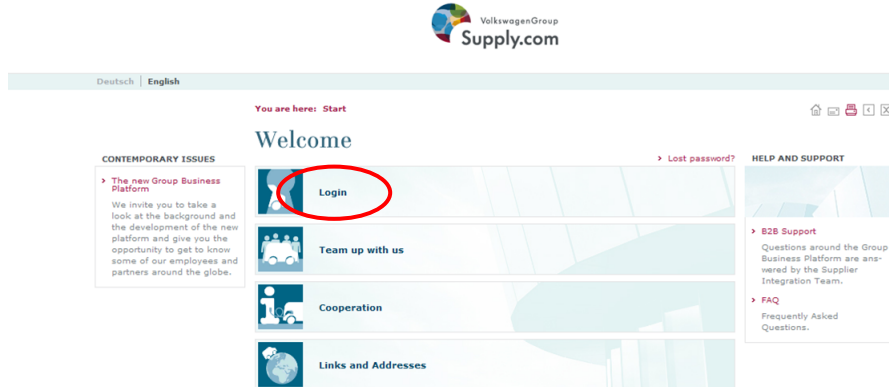 VolkswagenGroup
Supply.com
Deutsch | English
You are here: Start
Welcome
> Lost password?
CONTEMPORARY ISSUES
> The new Group Business
Platform
We invite you to take a
look at the background and
the development of the new
platform and give you the
opportunity to get to know
some of our employees and
partners around the globe.
Login
Team up with us
Cooperation
Links and Addresses
HELP AND SUPPORT
> B2B Support
Questions around the Group
Business Platform are ans-
wered by the Supplier
Integration Team.
> FAQ
Frequently Asked
Questions.